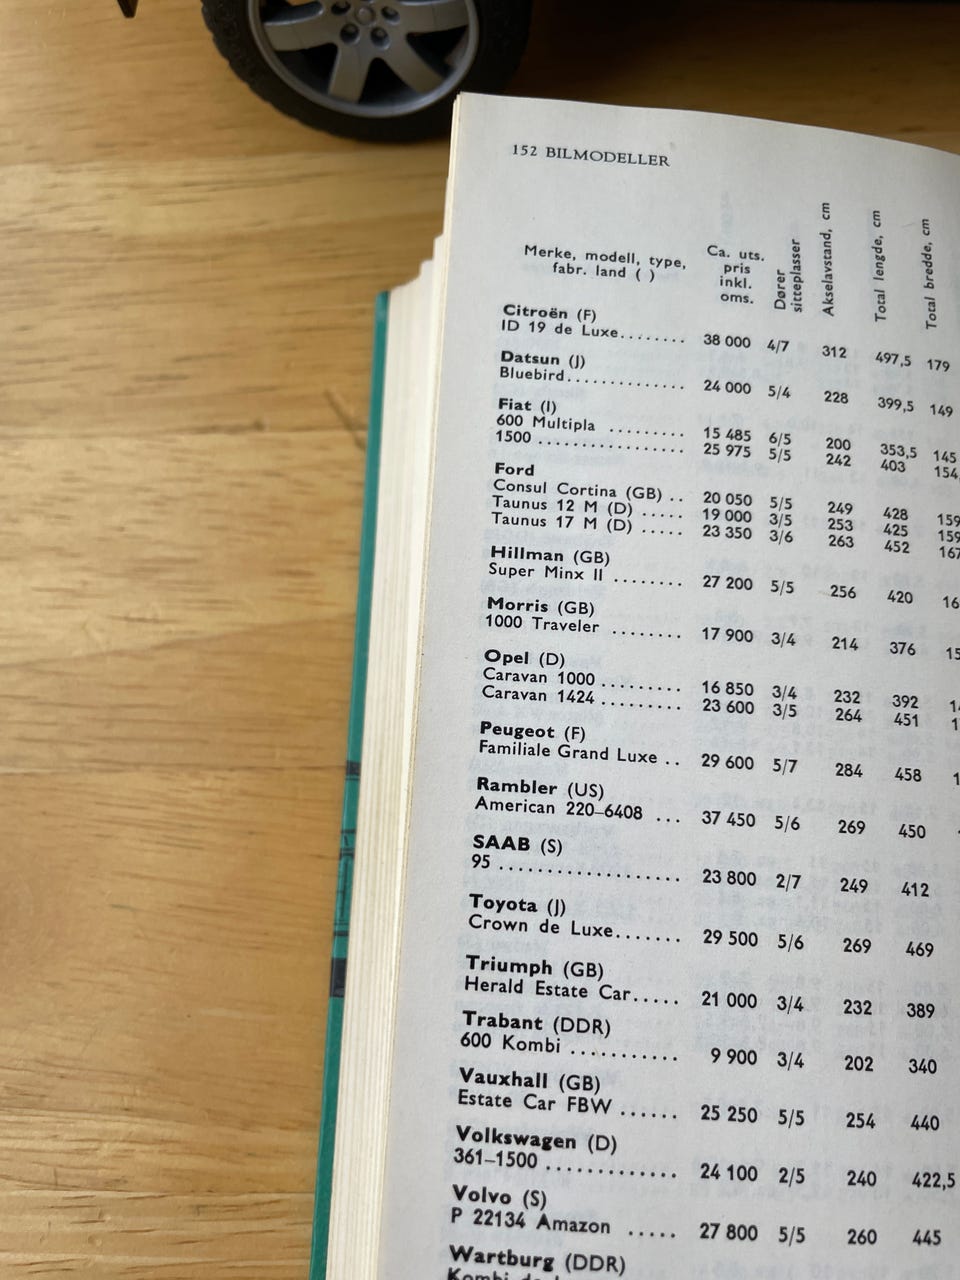 152 BILMODELLER
Merke, modell, type, fabr. land ( ) Ca. uts. pris inkl. oms. Dører sitteplasser Akselavstand, cm Total lengde, cm Total bredde, cm
Citroën (F)
ID 19 de Luxe........ 38 000 4/7 312 497,5 179
Datsun (J)
Bluebird.............. 24 000 5/4 228 399,5 149
Fiat (I)
600 Multipla ......... 15 485 6/5 200 353,5 145
1500 ................. 25 975 5/5 242 403 154,
Ford
Consul Cortina (GB) .. 20 050 5/5 249 428 159
Taunus 12 M (D) ..... 19 000 3/5 253 425 159
Taunus 17 M (D) ..... 23 350 3/6 263 452 167
Hillman (GB)
Super Minx II ........ 27 200 5/5 256 420 16
Morris (GB)
1000 Traveler ........ 17 900 3/4 214 376 15
Opel (D)
Caravan 1000 ......... 16 850 3/4 232 392 1
Caravan 1424 ......... 23 600 3/5 264 451 1
Peugeot (F)
Familiale Grand Luxe .. 29 600 5/7 284 458 1
Rambler (US)
American 220–6408 ... 37 450 5/6 269 450
SAAB (S)
95 ................... 23 800 2/7 249 412
Toyota (J)
Crown de Luxe....... 29 500 5/6 269 469
Triumph (GB)
Herald Estate Car..... 21 000 3/4 232 389
Trabant (DDR)
600 Kombi ........... 9 900 3/4 202 340
Vauxhall (GB)
Estate Car FBW ...... 25 250 5/5 254 440
Volkswagen (D)
361–1500 ............. 24 100 2/5 240 422,5
Volvo (S)
P 22134 Amazon ..... 27 800 5/5 260 445
Wartburg (DDR)
Kombi de